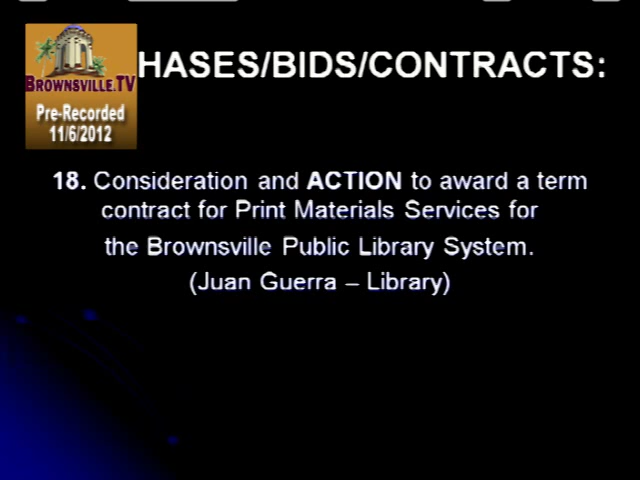 BROWNSVILLE.TV
Pre-Recorded
11/6/2012
HASES/BIDS/CONTRACTS:
18. Consideration and ACTION to award a term
contract for Print Materials Services for
the Brownsville Public Library System.
(Juan Guerra – Library)